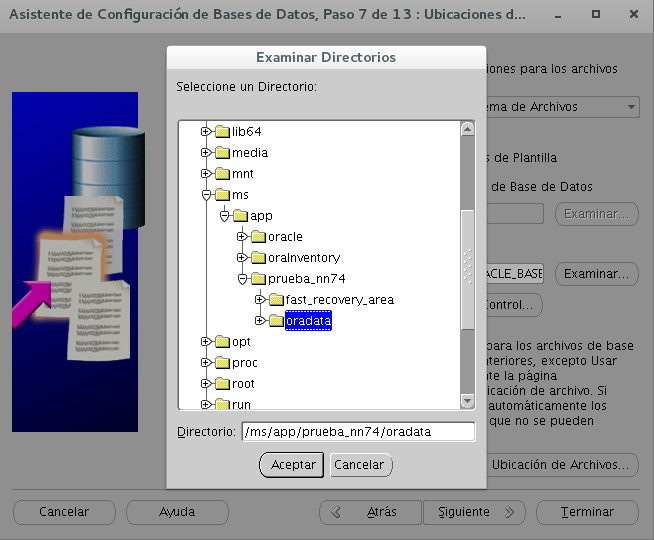 Asistente de Configuración de Bases de Datos, Paso 7 de 13 : Ubicaciones d...
Examinar Directorios
Seleccione un Directorio:
lib64
media
mnt
ms
app
oracle
oraInventory
prueba_nn74
fast_recovery_area
oradata
opt
proc
root
run
Directorio: /ms/app/prueba_nn74/oradata
Aceptar Cancelar
iones para los archivos
ema de Archivos
s de Plantilla
de Base de Datos
Examinar...
ACLE_BASE Examinar...
Control...
para los archivos de base
nteriores, excepto Usar
nte la página
icación de archivo. Si
automáticamente los
que no se pueden
Ubicación de Archivos...
Cancelar Ayuda Atrás Siguiente Terminar